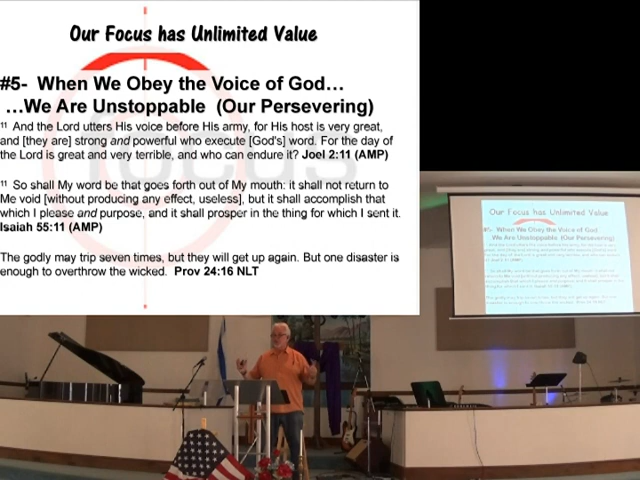 Our Focus has Unlimited Value
#5- When We Obey the Voice of God…
…We Are Unstoppable (Our Persevering)
11 And the Lord utters His voice before His army, for His host is very great,
and [they are] strong and powerful who execute [God's] word. For the day of
the Lord is great and very terrible, and who can endure it? Joel 2:11 (AMP)
11 So shall My word be that goes forth out of My mouth: it shall not return to
Me void [without producing any effect, useless], but it shall accomplish that
which I please and purpose, and it shall prosper in the thing for which I sent it.
Isaiah 55:11 (AMP)
The godly may trip seven times, but they will get up again. But one disaster is
enough to overthrow the wicked. Prov 24:16 NLT
focus
Our Focus has Unlimited Value
#5- When We Obey the Voice of God
We Are Unstoppable (Our Persevering)